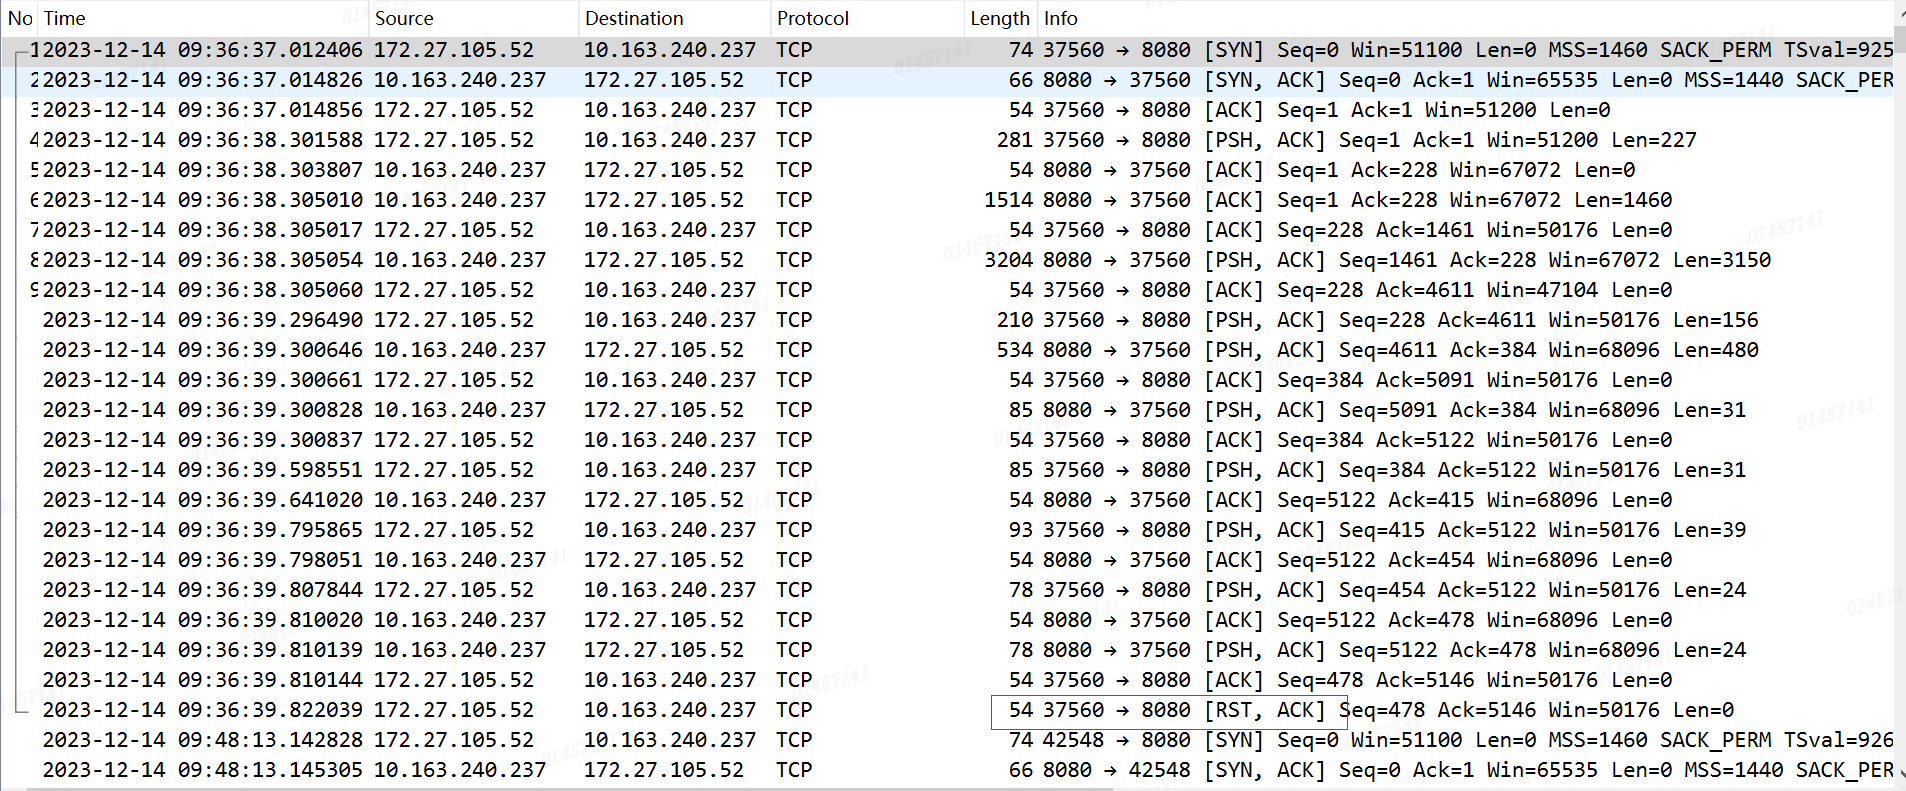 No Time Source Destination Protocol Length Info
1 2023-12-14 09:36:37.012406 172.27.105.52 10.163.240.237 TCP 74 37560 → 8080 [SYN] Seq=0 Win=51100 Len=0 MSS=1460 SACK_PERM TSval=925
2 2023-12-14 09:36:37.014826 10.163.240.237 172.27.105.52 TCP 66 8080 → 37560 [SYN, ACK] Seq=0 Ack=1 Win=65535 Len=0 MSS=1440 SACK_PER
3 2023-12-14 09:36:37.014856 172.27.105.52 10.163.240.237 TCP 54 37560 → 8080 [ACK] Seq=1 Ack=1 Win=51200 Len=0
4 2023-12-14 09:36:38.301588 172.27.105.52 10.163.240.237 TCP 281 37560 → 8080 [PSH, ACK] Seq=1 Ack=1 Win=51200 Len=227
5 2023-12-14 09:36:38.303807 10.163.240.237 172.27.105.52 TCP 54 8080 → 37560 [ACK] Seq=1 Ack=228 Win=67072 Len=0
6 2023-12-14 09:36:38.305010 10.163.240.237 172.27.105.52 TCP 1514 8080 → 37560 [ACK] Seq=1 Ack=228 Win=67072 Len=1460
7 2023-12-14 09:36:38.305017 172.27.105.52 10.163.240.237 TCP 54 37560 → 8080 [ACK] Seq=228 Ack=1461 Win=50176 Len=0
8 2023-12-14 09:36:38.305054 10.163.240.237 172.27.105.52 TCP 3204 8080 → 37560 [PSH, ACK] Seq=1461 Ack=228 Win=67072 Len=3150
9 2023-12-14 09:36:38.305060 172.27.105.52 10.163.240.237 TCP 54 37560 → 8080 [ACK] Seq=228 Ack=4611 Win=47104 Len=0
2023-12-14 09:36:39.296490 172.27.105.52 10.163.240.237 TCP 210 37560 → 8080 [PSH, ACK] Seq=228 Ack=4611 Win=50176 Len=156
2023-12-14 09:36:39.300646 10.163.240.237 172.27.105.52 TCP 534 8080 → 37560 [PSH, ACK] Seq=4611 Ack=384 Win=68096 Len=480
2023-12-14 09:36:39.300661 172.27.105.52 10.163.240.237 TCP 54 37560 → 8080 [ACK] Seq=384 Ack=5091 Win=50176 Len=0
2023-12-14 09:36:39.300828 10.163.240.237 172.27.105.52 TCP 85 8080 → 37560 [PSH, ACK] Seq=5091 Ack=384 Win=68096 Len=31
2023-12-14 09:36:39.300837 172.27.105.52 10.163.240.237 TCP 54 37560 → 8080 [ACK] Seq=384 Ack=5122 Win=50176 Len=0
2023-12-14 09:36:39.598551 172.27.105.52 10.163.240.237 TCP 85 37560 → 8080 [PSH, ACK] Seq=384 Ack=5122 Win=50176 Len=31
2023-12-14 09:36:39.641020 10.163.240.237 172.27.105.52 TCP 54 8080 → 37560 [ACK] Seq=5122 Ack=415 Win=68096 Len=0
2023-12-14 09:36:39.795865 172.27.105.52 10.163.240.237 TCP 93 37560 → 8080 [PSH, ACK] Seq=415 Ack=5122 Win=50176 Len=39
2023-12-14 09:36:39.798051 10.163.240.237 172.27.105.52 TCP 54 8080 → 37560 [ACK] Seq=5122 Ack=454 Win=68096 Len=0
2023-12-14 09:36:39.807844 172.27.105.52 10.163.240.237 TCP 78 37560 → 8080 [PSH, ACK] Seq=454 Ack=5122 Win=50176 Len=24
2023-12-14 09:36:39.810020 10.163.240.237 172.27.105.52 TCP 54 8080 → 37560 [ACK] Seq=5122 Ack=478 Win=68096 Len=0
2023-12-14 09:36:39.810139 10.163.240.237 172.27.105.52 TCP 78 8080 → 37560 [PSH, ACK] Seq=5122 Ack=478 Win=68096 Len=24
2023-12-14 09:36:39.810144 172.27.105.52 10.163.240.237 TCP 54 37560 → 8080 [ACK] Seq=478 Ack=5146 Win=50176 Len=0
2023-12-14 09:36:39.822039 172.27.105.52 10.163.240.237 TCP 54 37560 → 8080 [RST, ACK] Seq=478 Ack=5146 Win=50176 Len=0
2023-12-14 09:48:13.142828 172.27.105.52 10.163.240.237 TCP 74 42548 → 8080 [SYN] Seq=0 Win=51100 Len=0 MSS=1460 SACK_PERM TSval=926
2023-12-14 09:48:13.145305 10.163.240.237 172.27.105.52 TCP 66 8080 → 42548 [SYN, ACK] Seq=0 Ack=1 Win=65535 Len=0 MSS=1440 SACK_PER